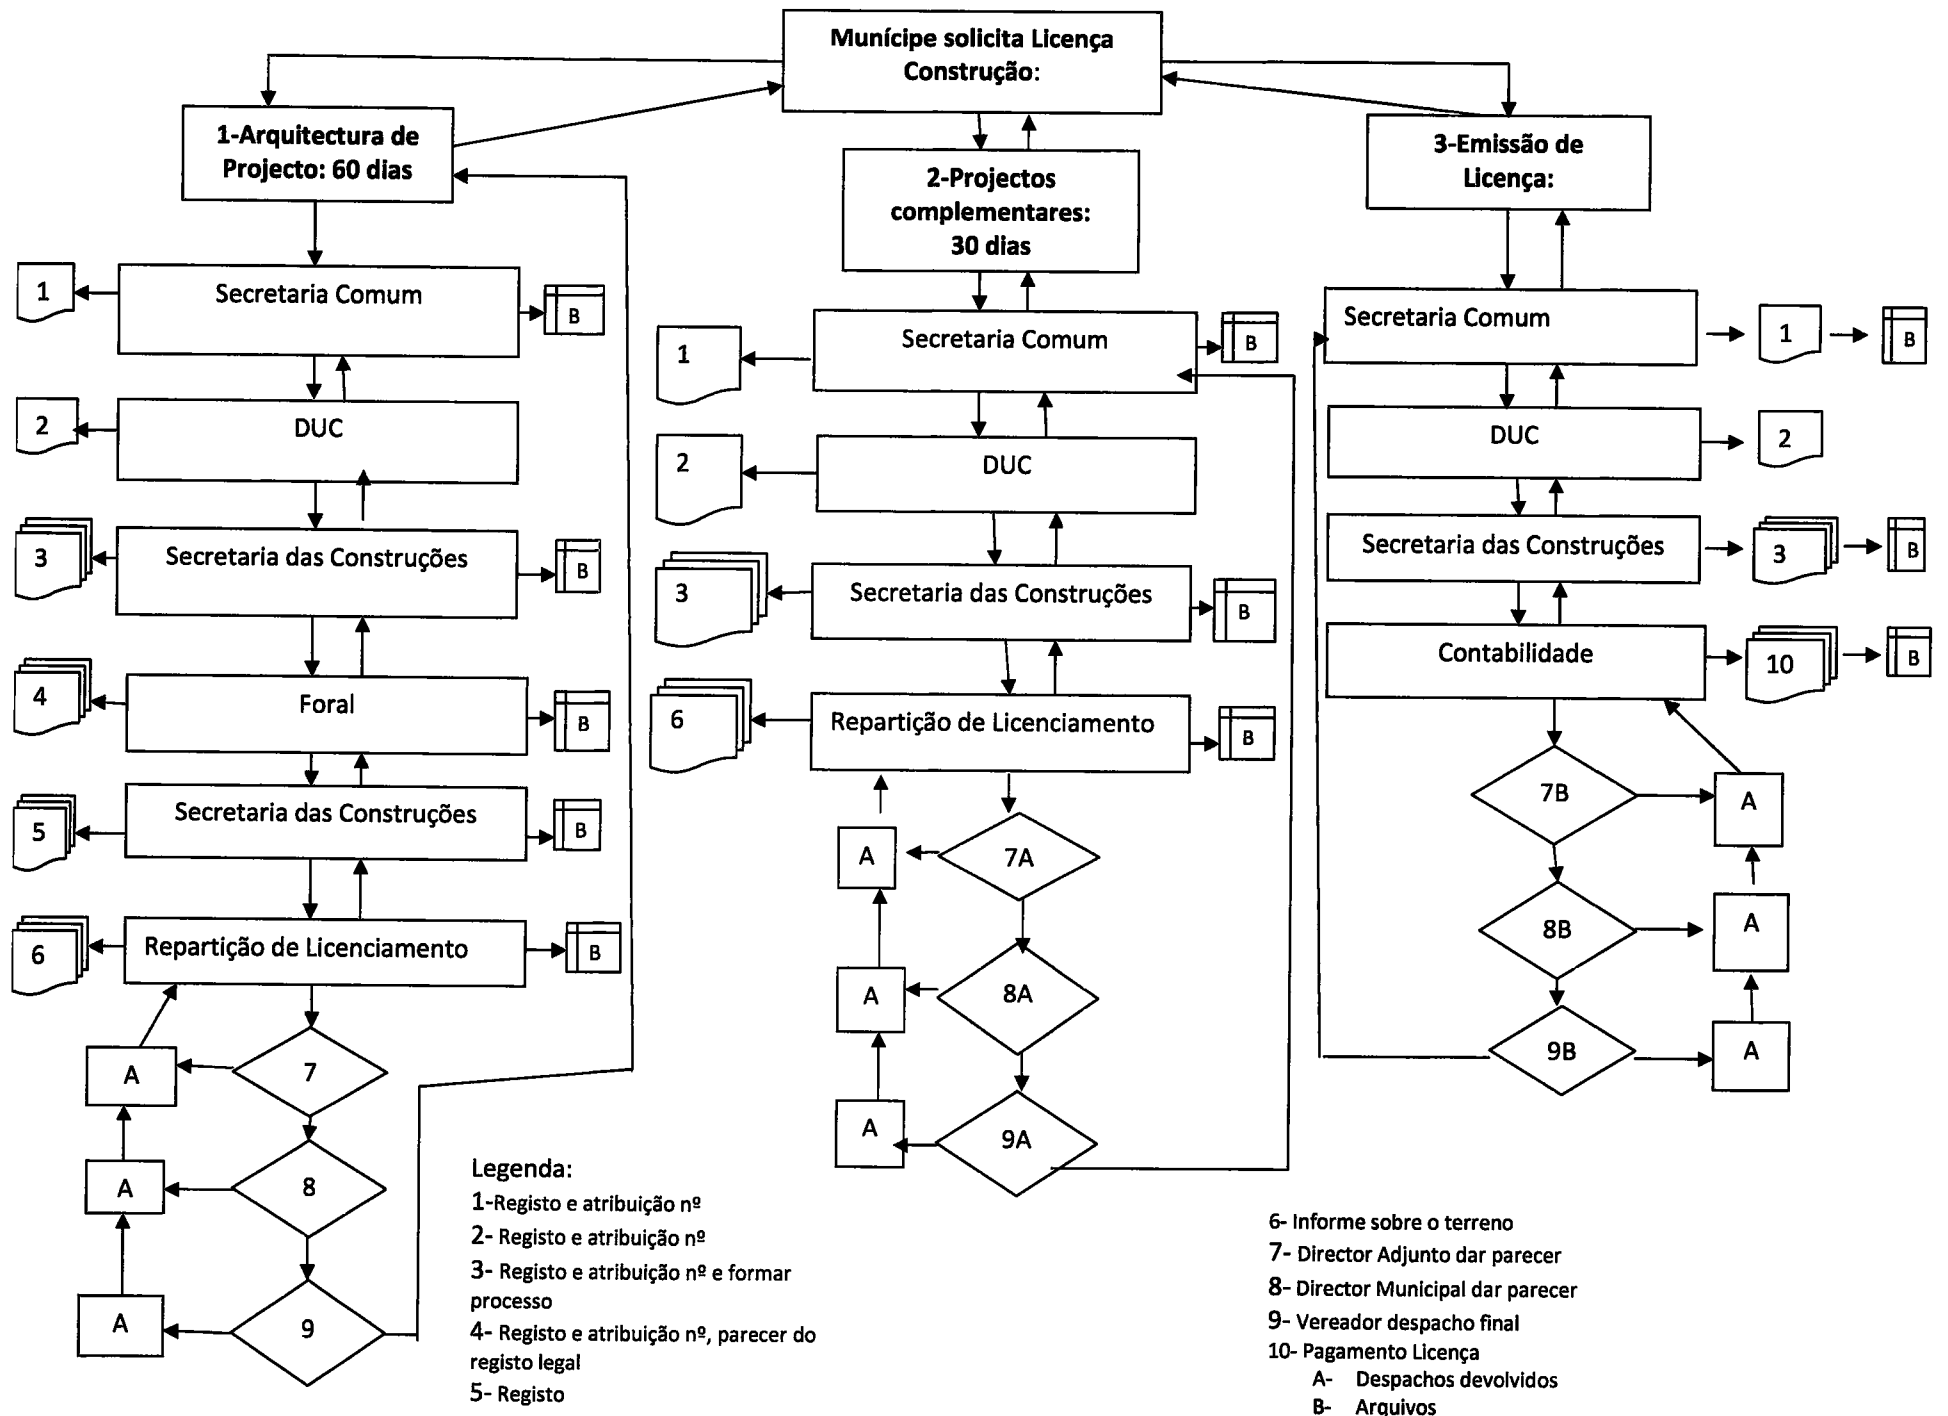 Munícipe solicita Licença
Construção:
1-Arquitectura de
Projecto: 60 dias
Secretaria Comum
1
B
DUC
2
Secretaria das Construções
3
B
Foral
4
B
Secretaria das Construções
5
B
Repartição de Licenciamento
6
B
7
A
8
A
9
A
2-Projectos
complementares:
30 dias
Secretaria Comum
1
B
DUC
2
Secretaria das Construções
3
B
Repartição de Licenciamento
6
B
7A
A
8A
A
9A
A
3-Emissão de
Licença:
Secretaria Comum
1
B
DUC
2
Secretaria das Construções
3
B
Contabilidade
10
B
7B
A
8B
A
9B
A
Legenda:
1-Registo e atribuição nº
2- Registo e atribuição nº
3- Registo e atribuição nº e formar
processo
4- Registo e atribuição nº, parecer do
registo legal
5- Registo
6- Informe sobre o terreno
7- Director Adjunto dar parecer
8- Director Municipal dar parecer
9- Vereador despacho final
10- Pagamento Licença
A- Despachos devolvidos
B- Arquivos